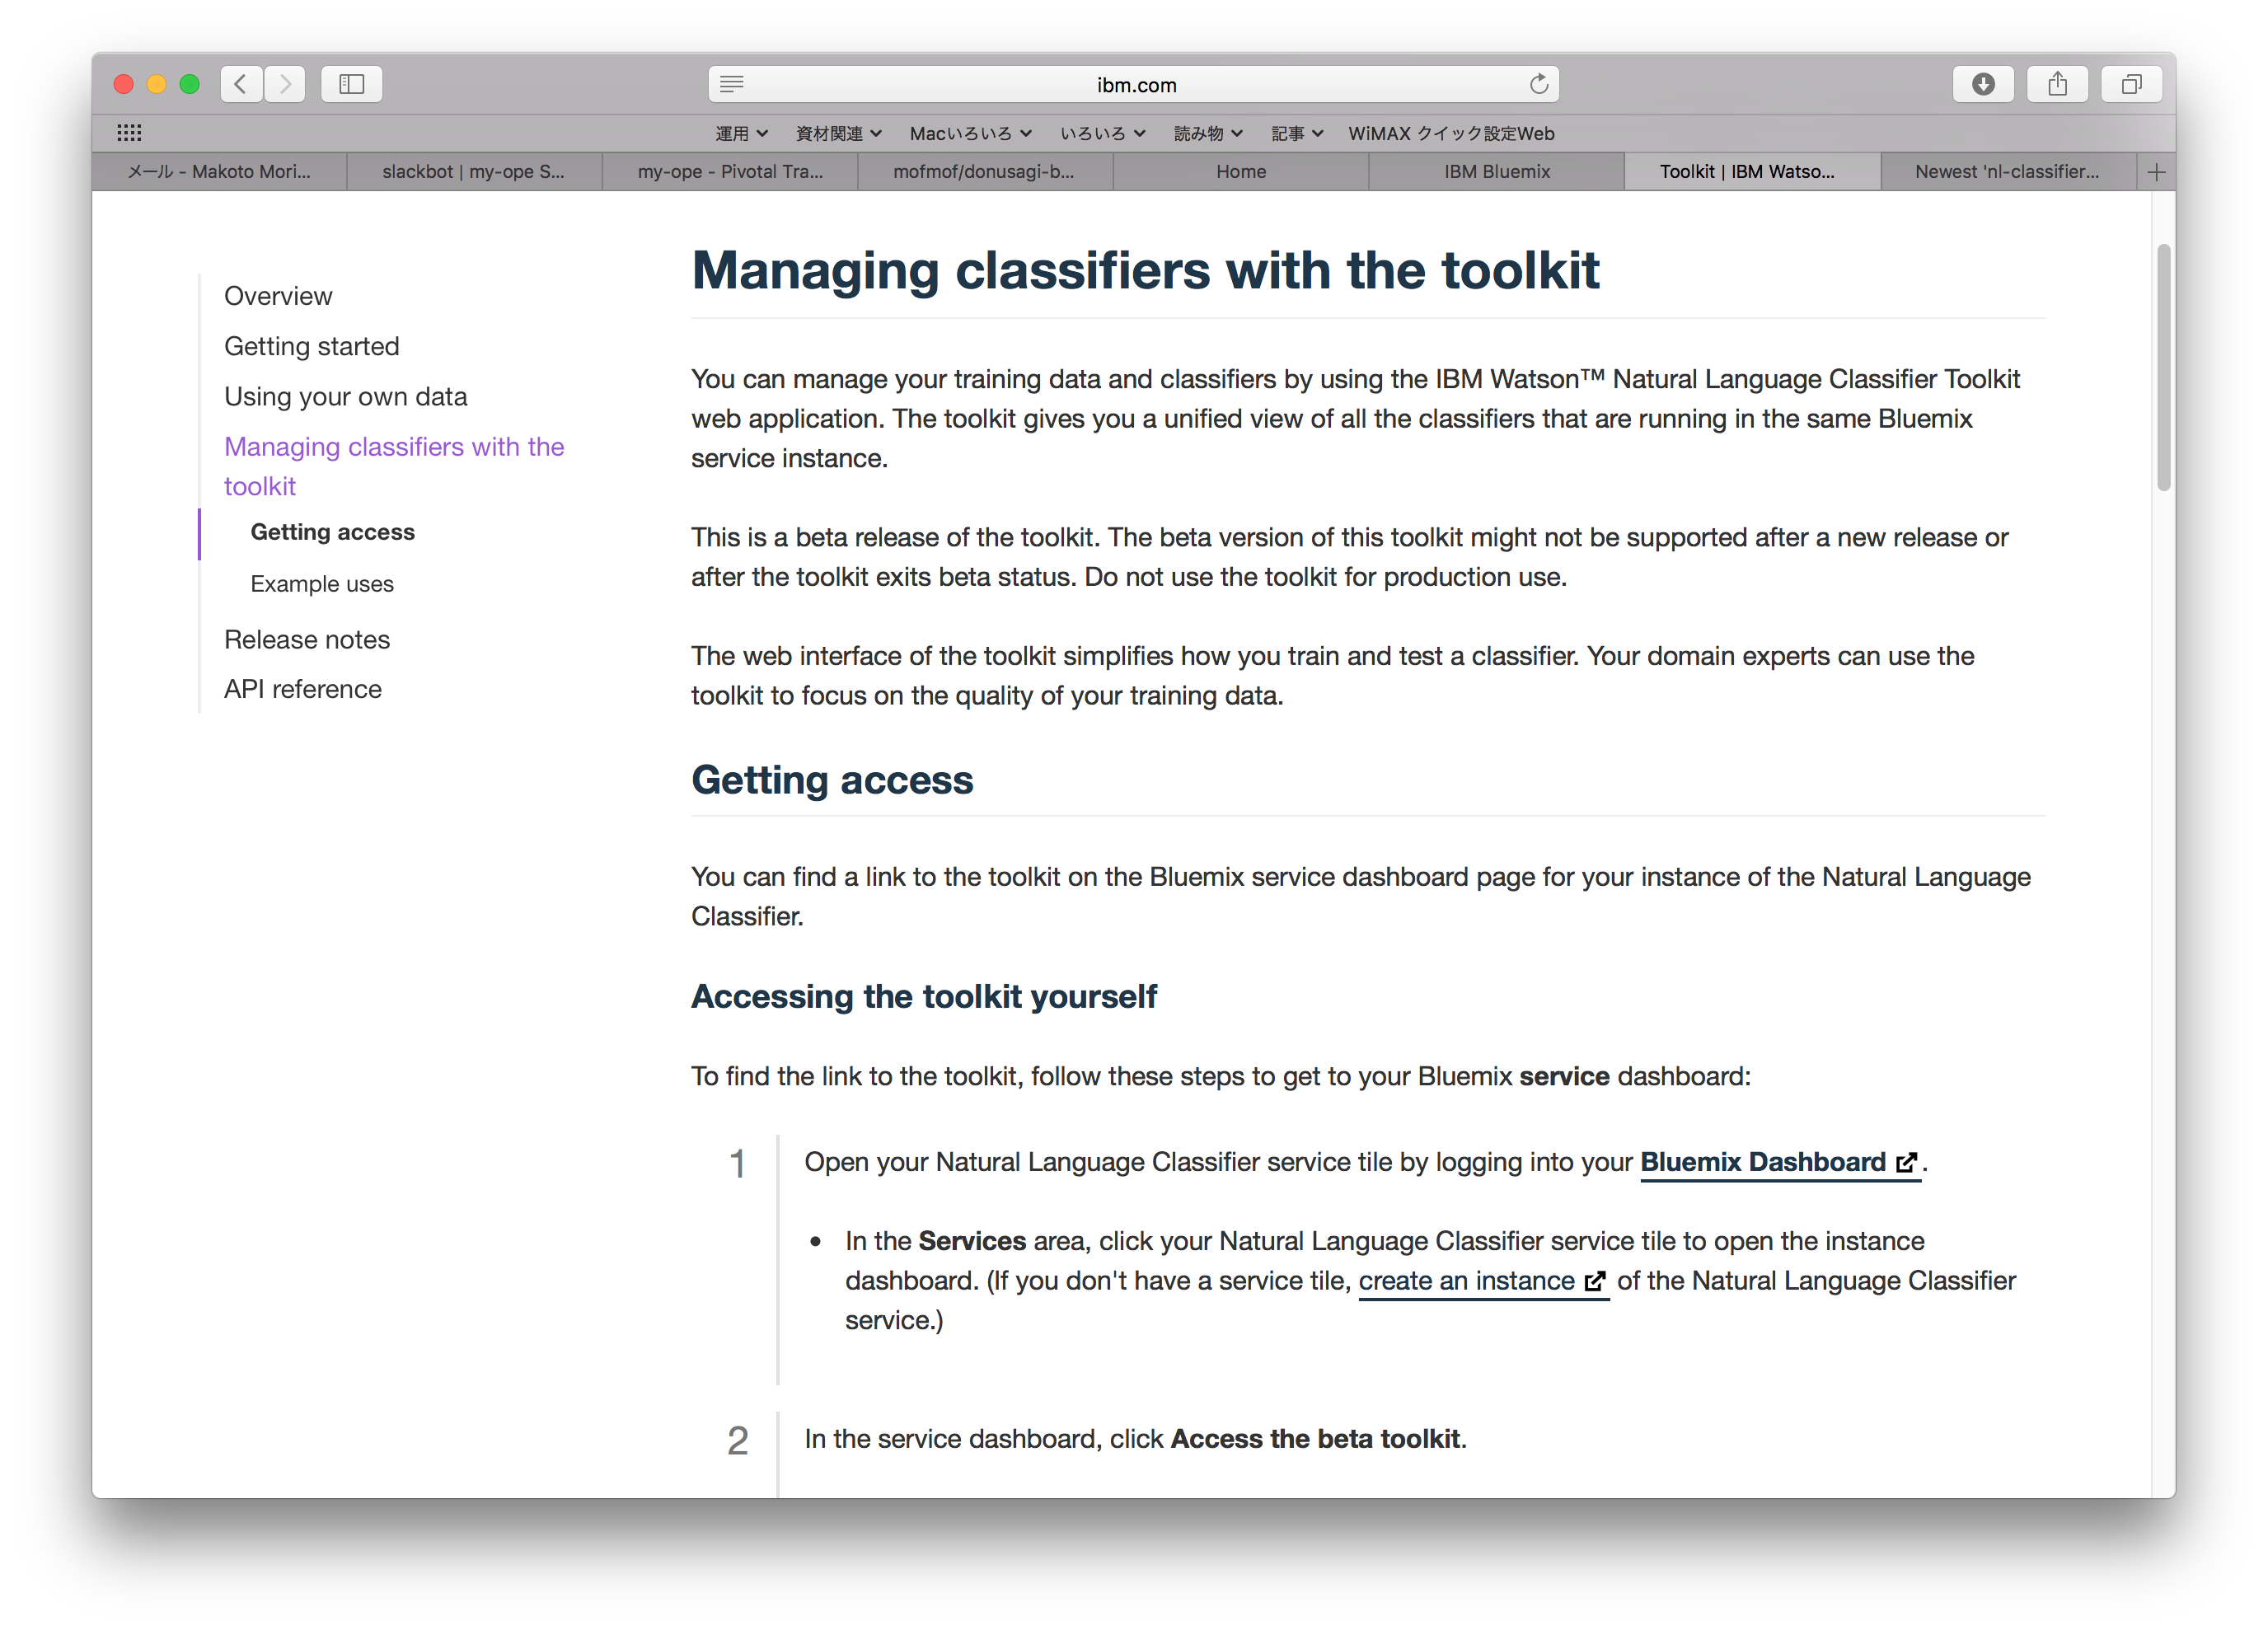 ibm.com
運用
資材関連
Macいろいろ
いろいろ
読み物
記事
WiMAX クイック設定Web
メール - Makoto Mori...
slackbot | my-ope S...
my-ope - Pivotal Tra...
mofmof/donusagi-b...
Home
IBM Bluemix
Toolkit | IBM Watso...
Newest 'nl-classifier...
Overview
Getting started
Using your own data
Managing classifiers with the
toolkit
Getting access
Example uses
Release notes
API reference
Managing classifiers with the toolkit
You can manage your training data and classifiers by using the IBM Watson™ Natural Language Classifier Toolkit
web application. The toolkit gives you a unified view of all the classifiers that are running in the same Bluemix
service instance.
This is a beta release of the toolkit. The beta version of this toolkit might not be supported after a new release or
after the toolkit exits beta status. Do not use the toolkit for production use.
The web interface of the toolkit simplifies how you train and test a classifier. Your domain experts can use the
toolkit to focus on the quality of your training data.
Getting access
You can find a link to the toolkit on the Bluemix service dashboard page for your instance of the Natural Language
Classifier.
Accessing the toolkit yourself
To find the link to the toolkit, follow these steps to get to your Bluemix service dashboard:
1 Open your Natural Language Classifier service tile by logging into your Bluemix Dashboard .
• In the Services area, click your Natural Language Classifier service tile to open the instance
dashboard. (If you don't have a service tile, create an instance of the Natural Language Classifier
service.)
2 In the service dashboard, click Access the beta toolkit.